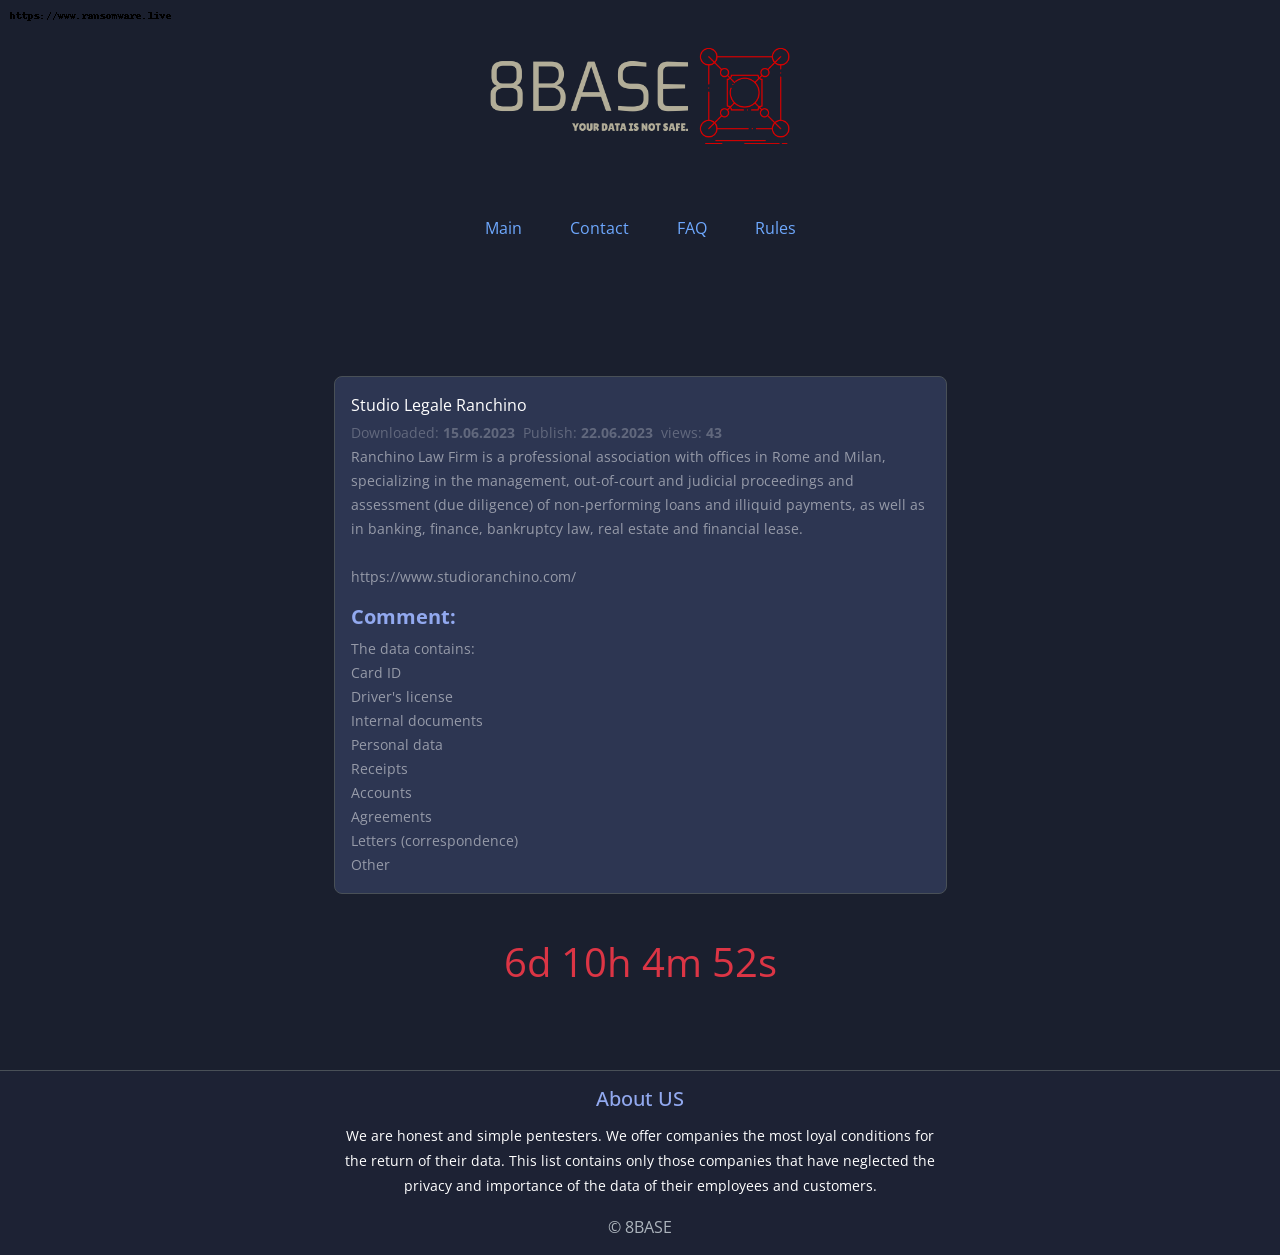 https://www.ransomware.live
8BASE
YOUR DATA IS NOT SAFE.
Main Contact FAQ Rules
Studio Legale Ranchino
Downloaded: 15.06.2023 Publish: 22.06.2023 views: 43
Ranchino Law Firm is a professional association with offices in Rome and Milan,
specializing in the management, out-of-court and judicial proceedings and
assessment (due diligence) of non-performing loans and illiquid payments, as well as
in banking, finance, bankruptcy law, real estate and financial lease.
https://www.studioranchino.com/
Comment:
The data contains:
Card ID
Driver's license
Internal documents
Personal data
Receipts
Accounts
Agreements
Letters (correspondence)
Other
6d 10h 4m 52s
About US
We are honest and simple pentesters. We offer companies the most loyal conditions for
the return of their data. This list contains only those companies that have neglected the
privacy and importance of the data of their employees and customers.
© 8BASE